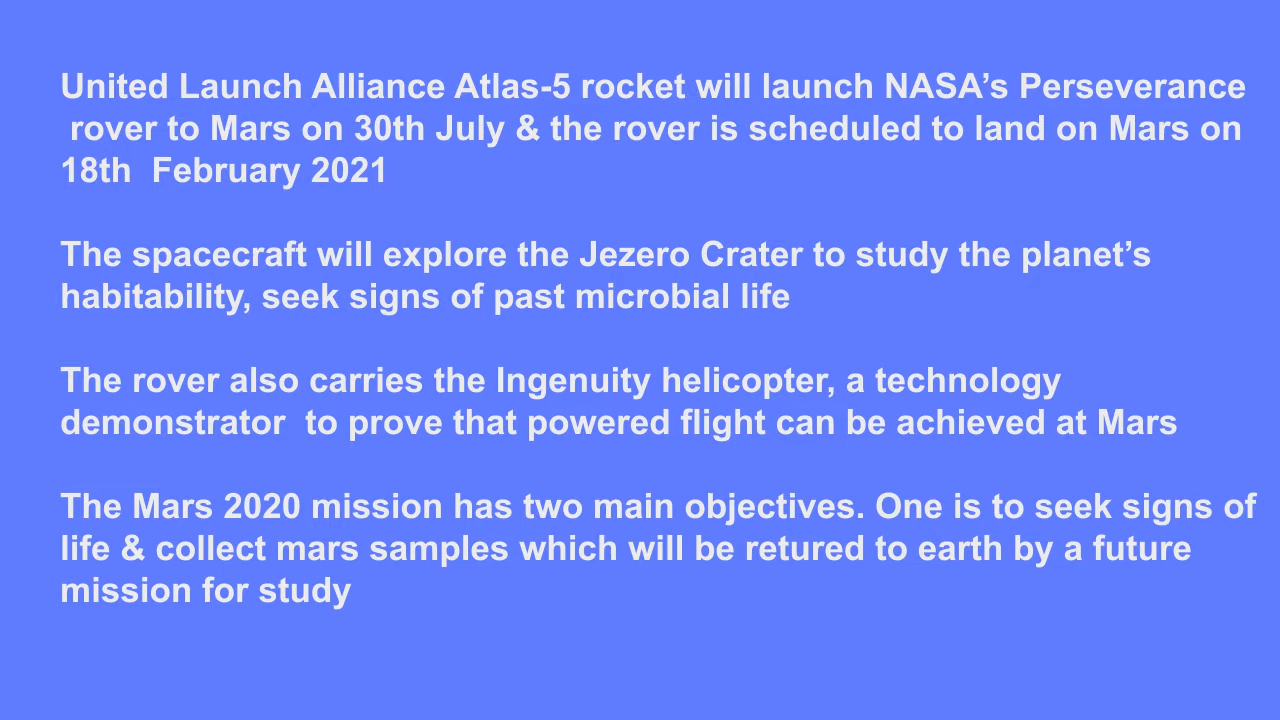 United Launch Alliance Atlas-5 rocket will launch NASA’s Perseverance
rover to Mars on 30th July & the rover is scheduled to land on Mars on
18th  February 2021
The spacecraft will explore the Jezero Crater to study the planet’s
habitability, seek signs of past microbial life
The rover also carries the Ingenuity helicopter, a technology
demonstrator  to prove that powered flight can be achieved at Mars
The Mars 2020 mission has two main objectives. One is to seek signs of
life & collect mars samples which will be retured to earth by a future
mission for study